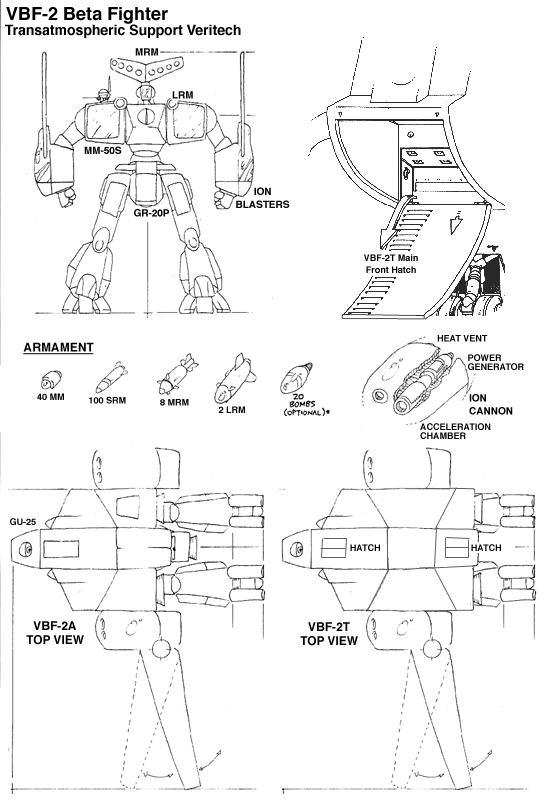 VBF-2 Beta Fighter
Transatmospheric Support Veritech
MRM
LRM
MM-50S
ION
BLASTERS
GR-20P
VBF-2T Main
Front Hatch
ARMAMENT
40 MM
100 SRM
8 MRM
2 LRM
20
BOMBS
(OPTIONAL)*
HEAT VENT
POWER
GENERATOR
ION
CANNON
ACCELERATION
CHAMBER
GU-25
HATCH
HATCH
VBF-2A
TOP VIEW
VBF-2T
TOP VIEW